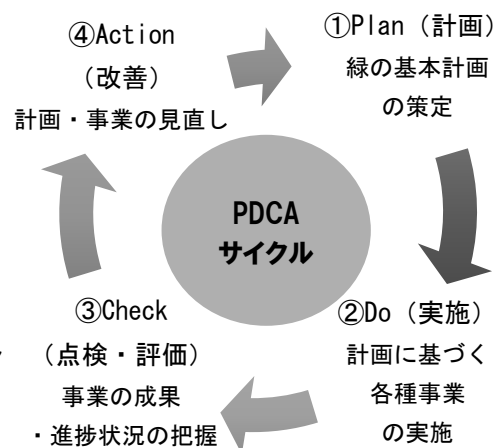 ①Plan（計画）
緑の基本計画
の策定
②Do（実施）
計画に基づく
各種事業
の実施
③Check
（点検・評価）
事業の成果
・進捗状況の把握
④Action
（改善）
計画・事業の見直し
PDCA
サイクル